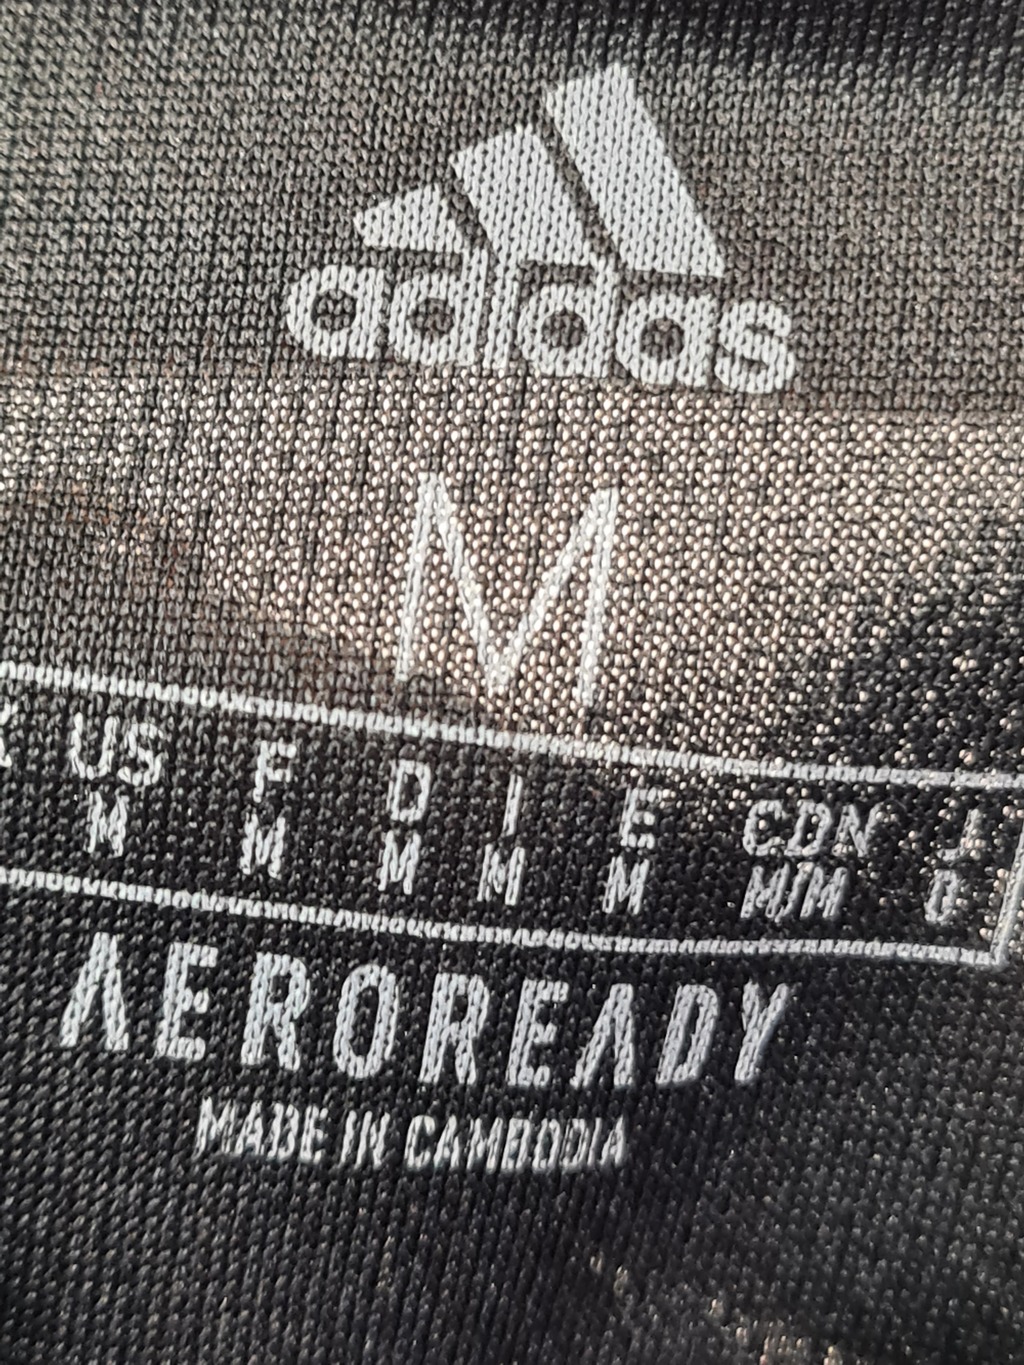 adidas
M
US F D I E CDN J
M M M M M M/M O
AEROREADY
MADE IN CAMBODIA